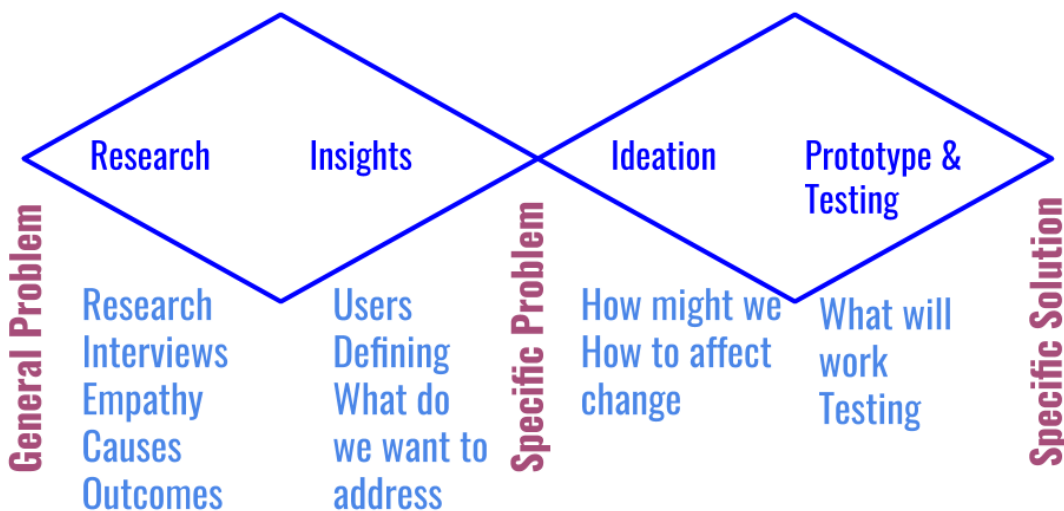 Research
Insights
Ideation
Prototype &
Testing
General Problem
Research
Interviews
Empathy
Causes
Outcomes
Users
Defining
What do
we want to
address
Specific Problem
How might we
How to affect
change
What will
work
Testing
Specific Solution